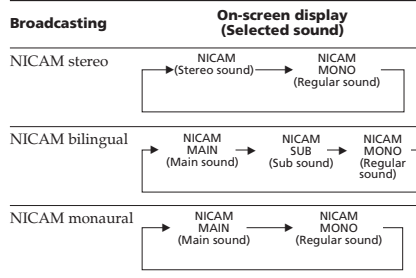 Broadcasting
On-screen display
(Selected sound)
NICAM stereo
NICAM
(Stereo sound)
NICAM
MONO
(Regular sound)
NICAM bilingual
NICAM
MAIN
(Main sound)
NICAM
SUB
(Sub sound)
NICAM
MONO
(Regular
sound)
NICAM monaural
NICAM
MAIN
(Main sound)
NICAM
MONO
(Regular sound)